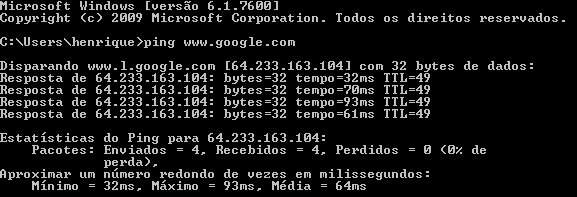 Microsoft Windows [versão 6.1.7600]
Copyright (c) 2009 Microsoft Corporation. Todos os direitos reservados.
C:\Users\henrique>ping www.google.com
Disparando www.l.google.com [64.233.163.104] com 32 bytes de dados:
Resposta de 64.233.163.104: bytes=32 tempo=32ms TTL=49
Resposta de 64.233.163.104: bytes=32 tempo=70ms TTL=49
Resposta de 64.233.163.104: bytes=32 tempo=93ms TTL=49
Resposta de 64.233.163.104: bytes=32 tempo=61ms TTL=49
Estatísticas do Ping para 64.233.163.104:
Pacotes: Enviados = 4, Recebidos = 4, Perdidos = 0 (0% de
perda),
Aproximar um número redondo de vezes em milissegundos:
Mínimo = 32ms, Máximo = 93ms, Média = 64ms